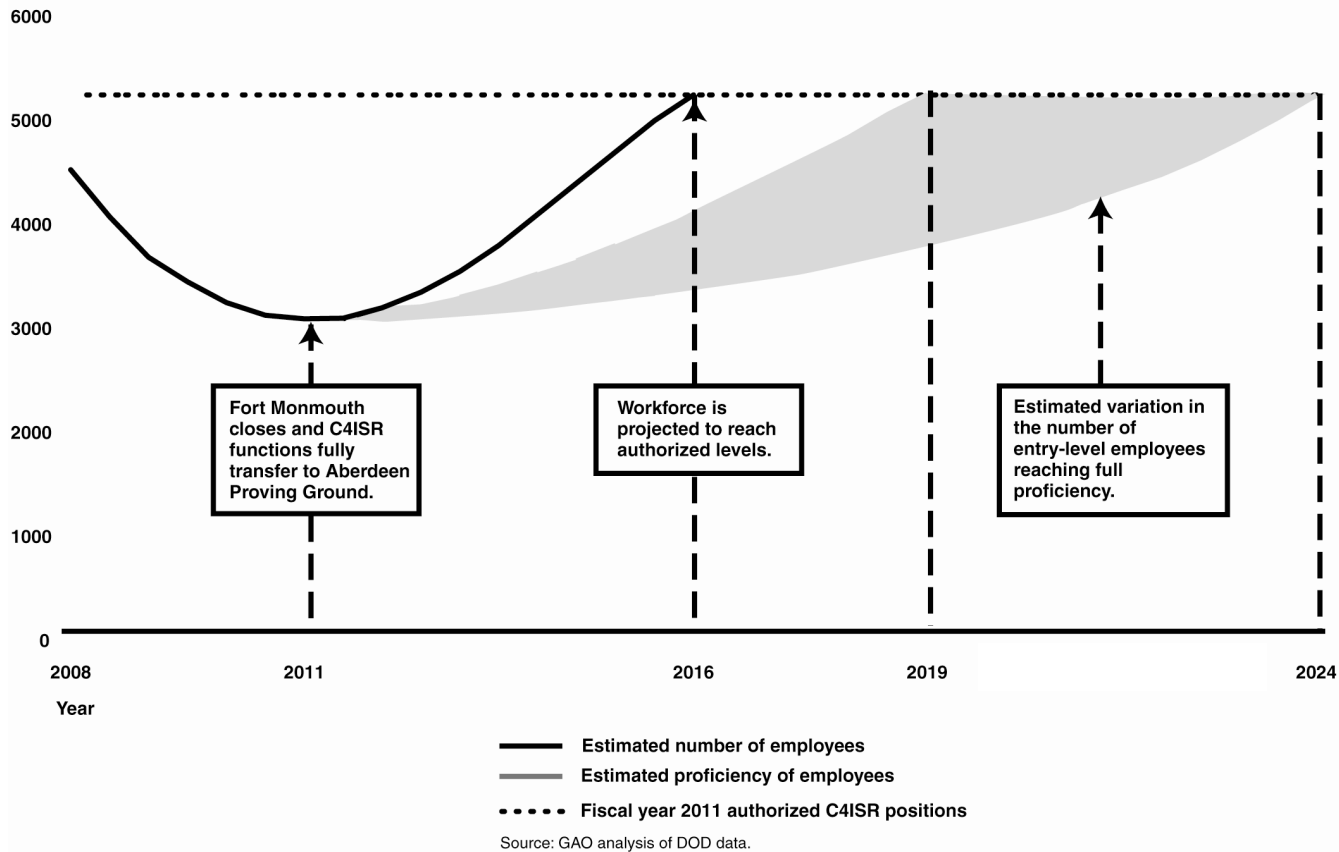 6000
5000
4000
3000
2000
1000
0
Fort Monmouth
closes and C4ISR
functions fully
transfer to Aberdeen
Proving Ground.
Workforce is
projected to reach
authorized levels.
Estimated variation in
the number of
entry-level employees
reaching full
proficiency.
2008 2011 2016 2019 2024
Year
Estimated number of employees
Estimated proficiency of employees
Fiscal year 2011 authorized C4ISR positions
Source: GAO analysis of DOD data.